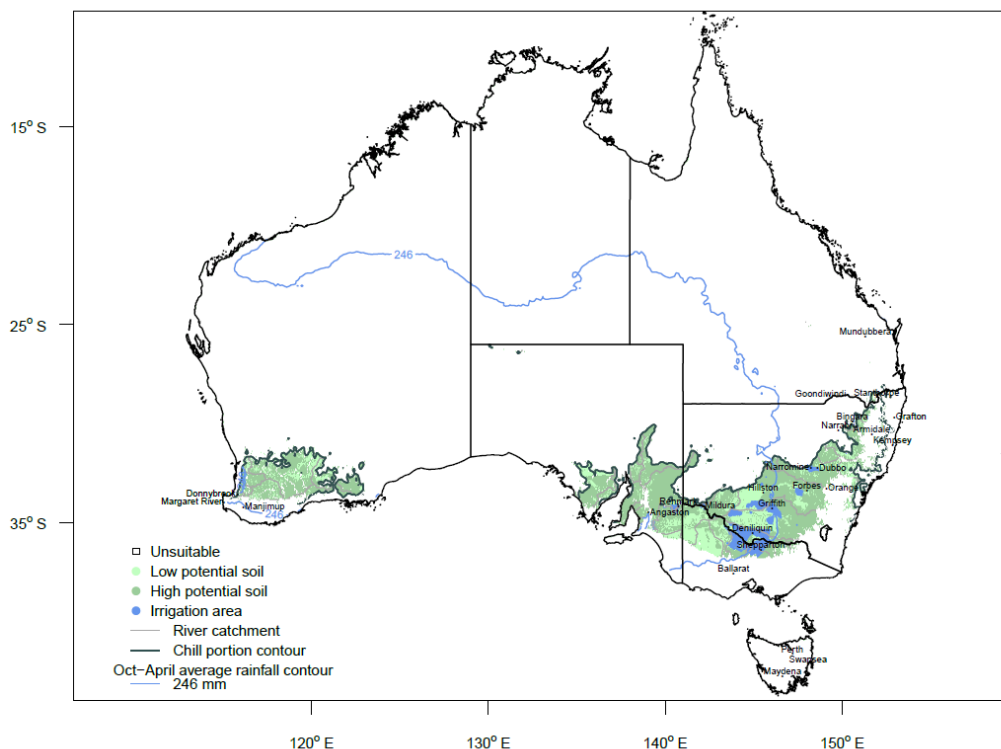 15° S
25° S
35° S
120° E
130° E
140° E
150° E
246
Mundubbera
Goondiwindi
Stanthorpe
Bingara
Grafton
Armidale
Kempsey
Narromine
Dubbo
Hillston
Forbes
Orange
Mildura
Griffith
Angaston
Deniliquin
Shepparton
Ballarat
Donnybrook
Margaret River
Manjimup
246
Perth
Swansea
Maydena
Unsuitable
Low potential soil
High potential soil
Irrigation area
River catchment
Chill portion contour
Oct−April average rainfall contour
246 mm